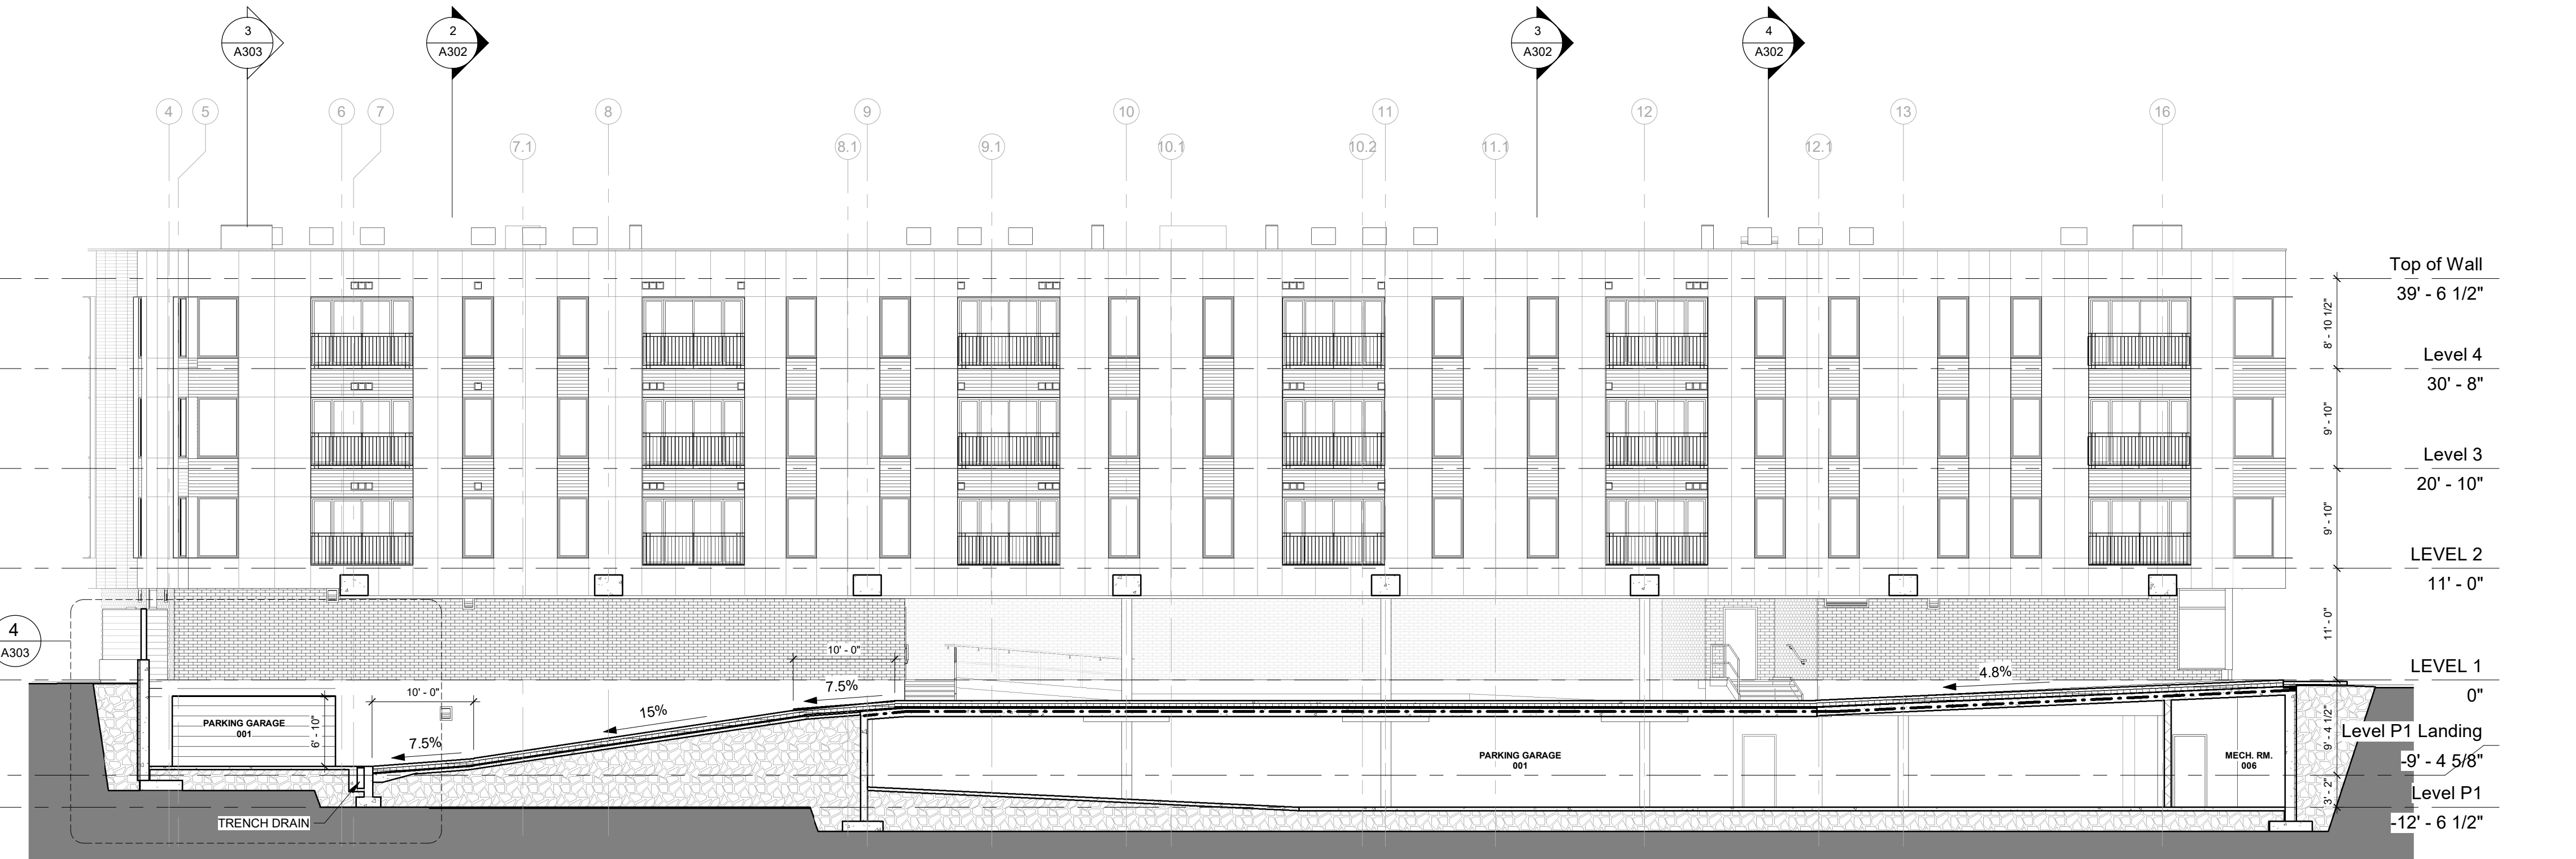 3
A303
2
A302
3
A302
4
A302
4
5
6
7
8
9
10
11
12
13
16
7.1
8.1
9.1
10.1
10.2
11.1
12.1
Top of Wall
39' - 6 1/2"
8' - 10 1/2"
Level 4
30' - 8"
9' - 10"
Level 3
20' - 10"
9' - 10"
LEVEL 2
11' - 0"
11' - 0"
4
A303
LEVEL 1
0"
10' - 0"
7.5%
4.8%
10' - 0"
15%
7.5%
PARKING GARAGE
001
6' - 10"
9' - 4 1/2"
Level P1 Landing
-9' - 4 5/8"
PARKING GARAGE
001
MECH. RM.
006
3' - 2"
Level P1
-12' - 6 1/2"
TRENCH DRAIN